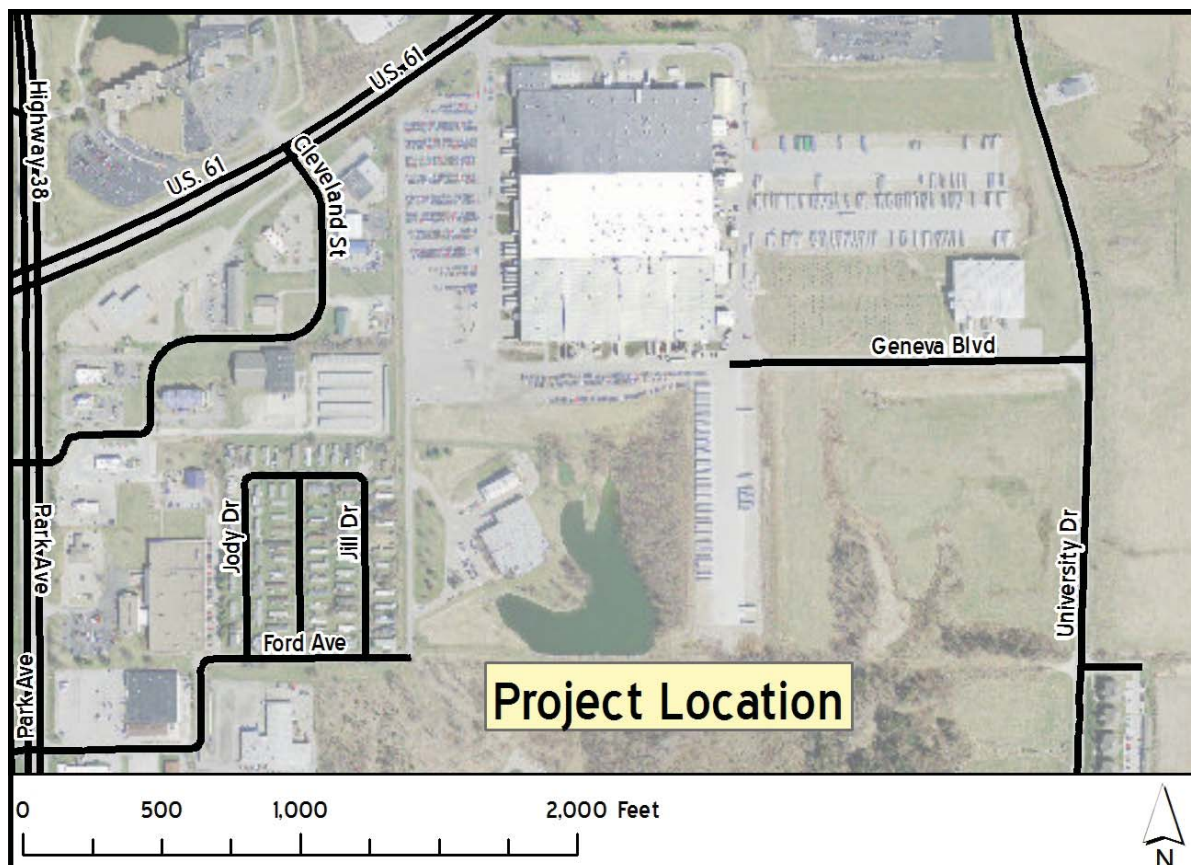 Highway 38
U.S. 61
U.S. 61
Cleveland St
Geneva Blvd
Park Ave
Jody Dr
Jill Dr
University Dr
Ford Ave
Park Ave
Project Location
0 500 1,000 2,000 Feet
N